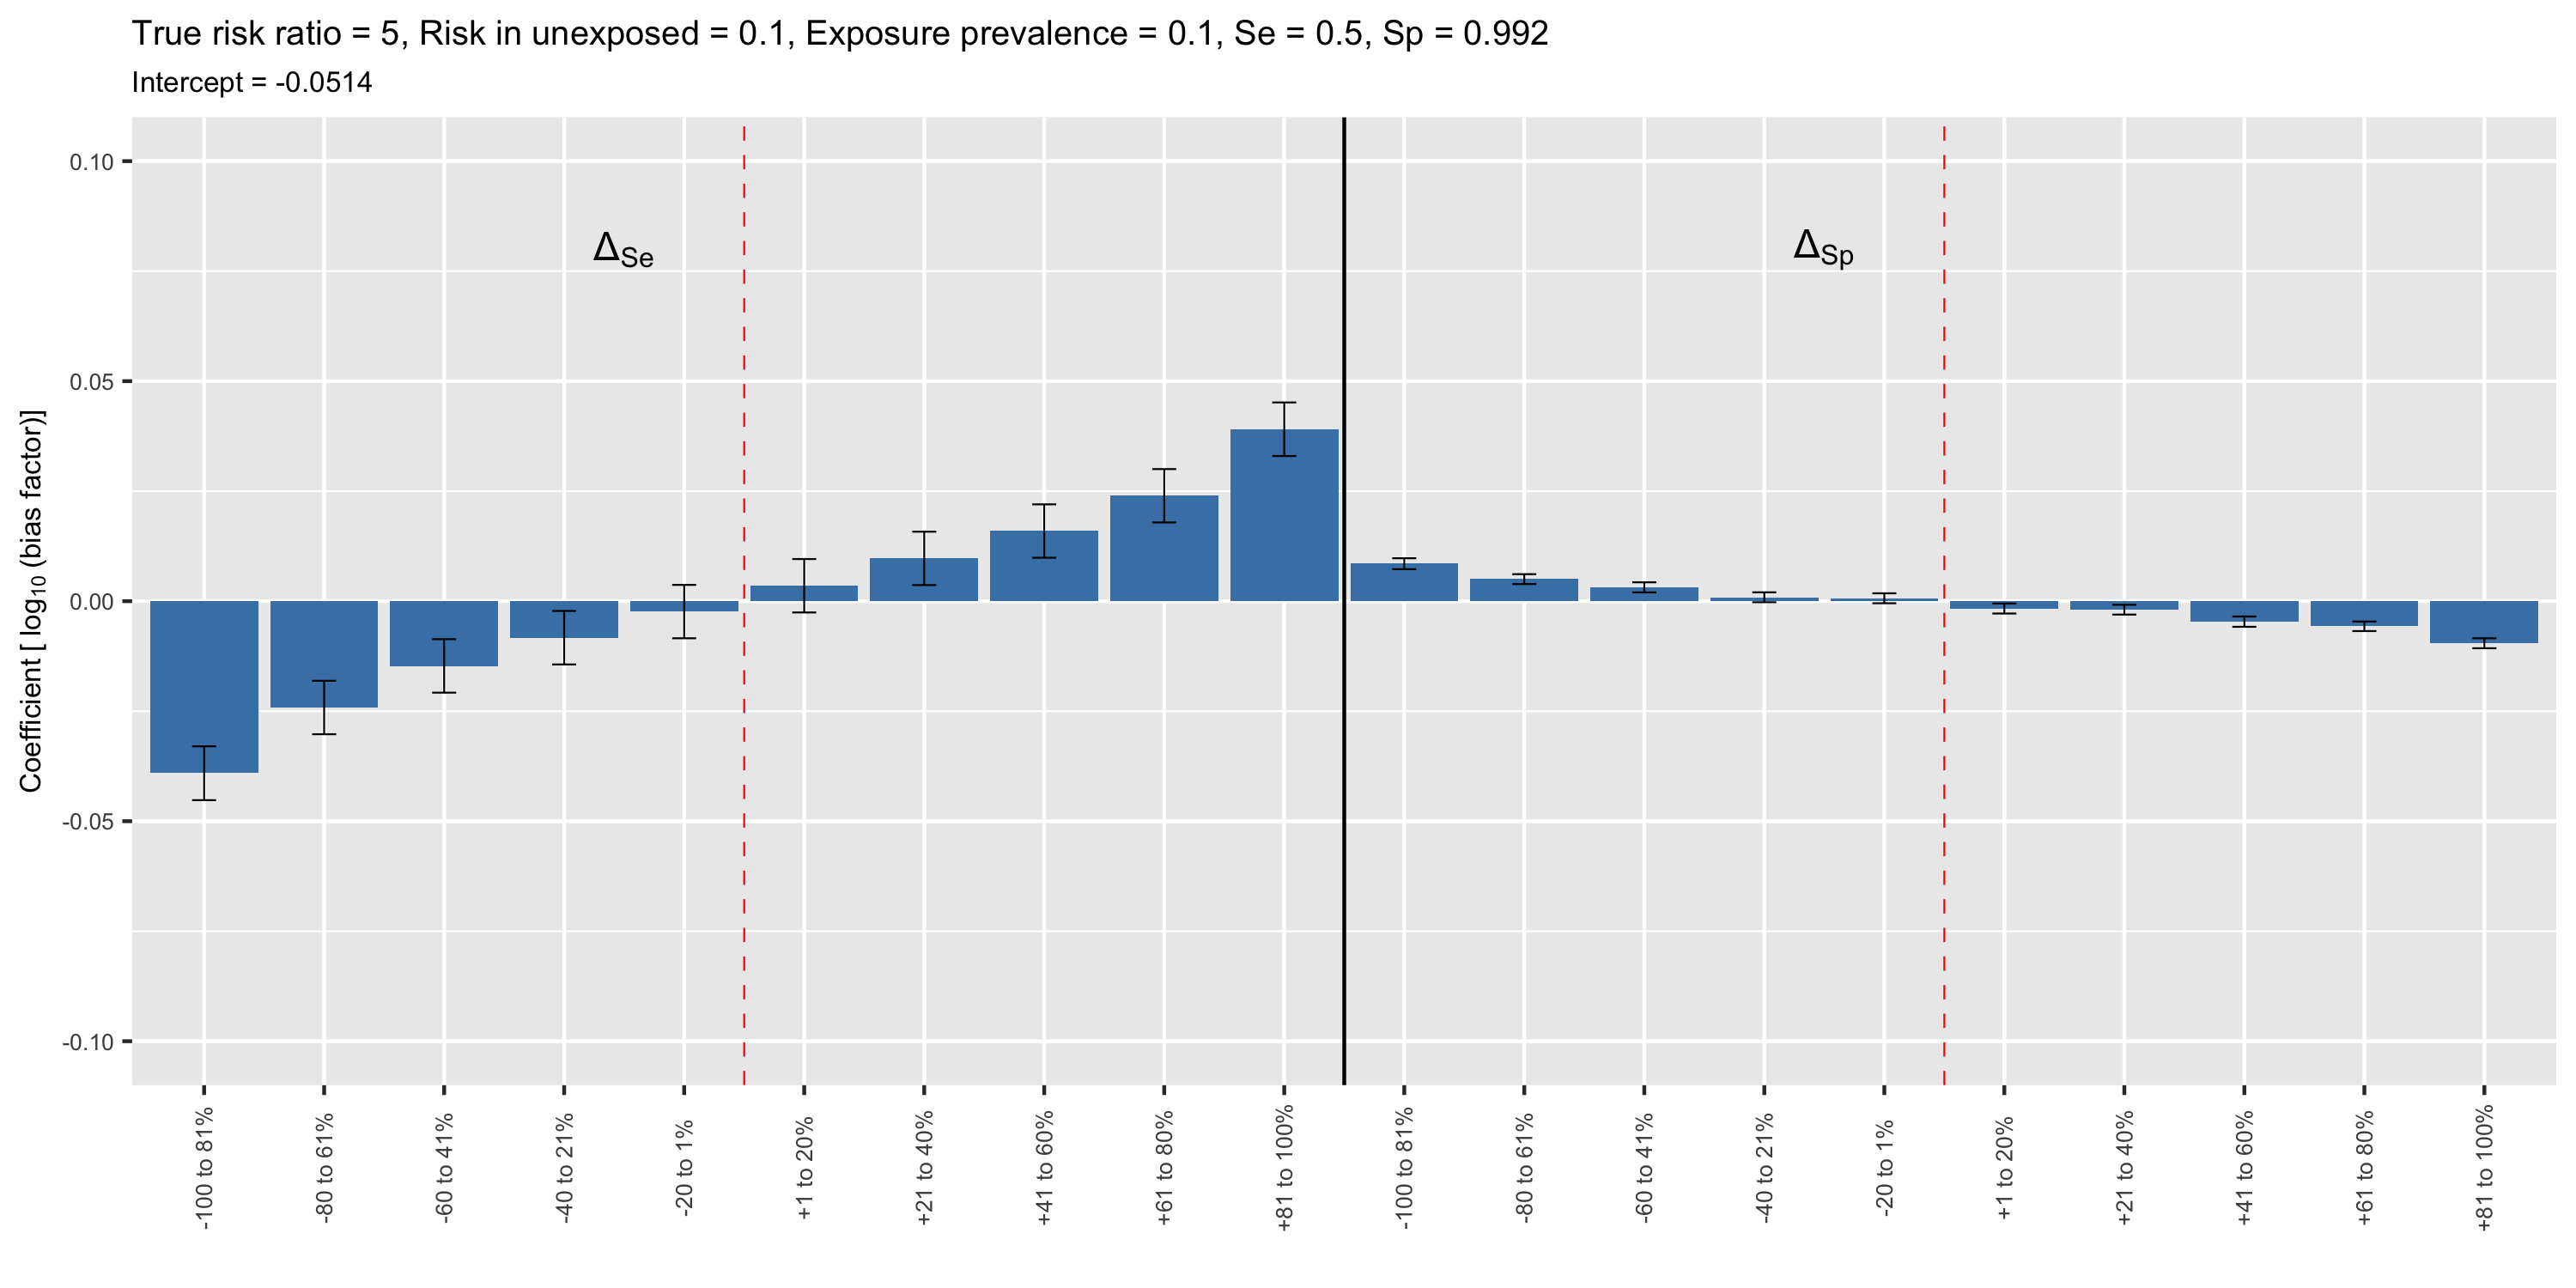 True risk ratio = 5, Risk in unexposed = 0.1, Exposure prevalence = 0.1, Se = 0.5, Sp = 0.992
Intercept = -0.0514
Coefficient [ log10 (bias factor)]
0.10
0.05
0.00
-0.05
-0.10
ΔSe
ΔSp
-100 to 81%
-80 to 61%
-60 to 41%
-40 to 21%
-20 to 1%
+1 to 20%
+21 to 40%
+41 to 60%
+61 to 80%
+81 to 100%
-100 to 81%
-80 to 61%
-60 to 41%
-40 to 21%
-20 to 1%
+1 to 20%
+21 to 40%
+41 to 60%
+61 to 80%
+81 to 100%